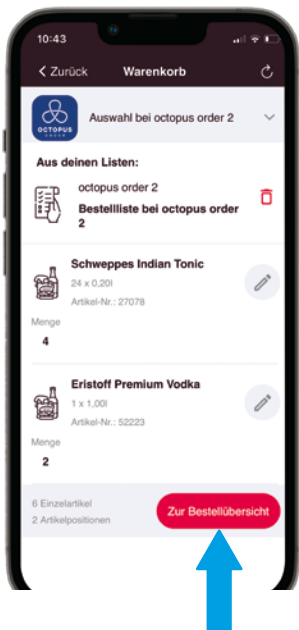 10:43
Zurück Warenkorb
OCTOPUS
Auswahl bei octopus order 2
Aus deinen Listen:
octopus order 2
Bestellliste bei octopus order
2
Schweppes Indian Tonic
24 x 0,20l
Artikel-Nr.: 27078
Menge
4
Eristoff Premium Vodka
1 x 1,00l
Artikel-Nr.: 52223
Menge
2
6 Einzelartikel
2 Artikelpositionen
Zur Bestellübersicht